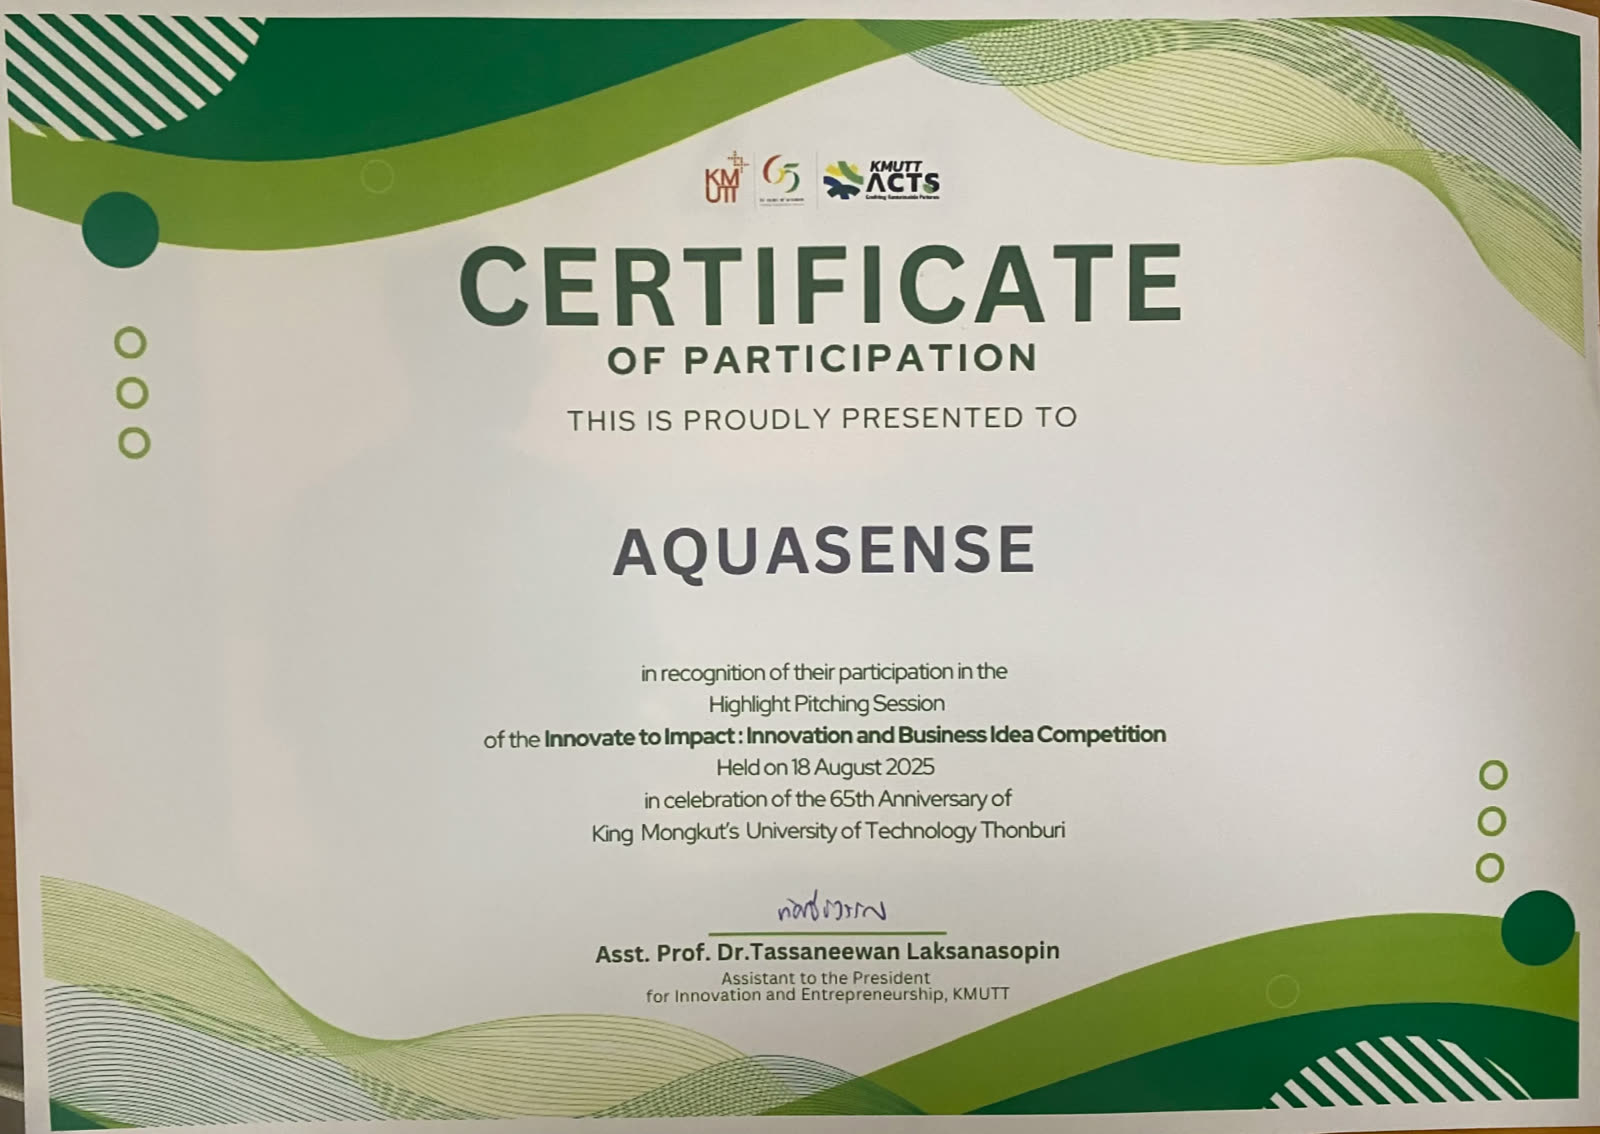 KM
UTT
65
KMUTT
ACTS
CERTIFICATE
OF PARTICIPATION
THIS IS PROUDLY PRESENTED TO
AQUASENSE
in recognition of their participation in the
Highlight Pitching Session
of the Innovate to Impact : Innovation and Business Idea Competition
Held on 18 August 2025
in celebration of the 65th Anniversary of
King Mongkut's University of Technology Thonburi
Asst. Prof. Dr.Tassaneewan Laksanasopin
Assistant to the President
for Innovation and Entrepreneurship, KMUTT